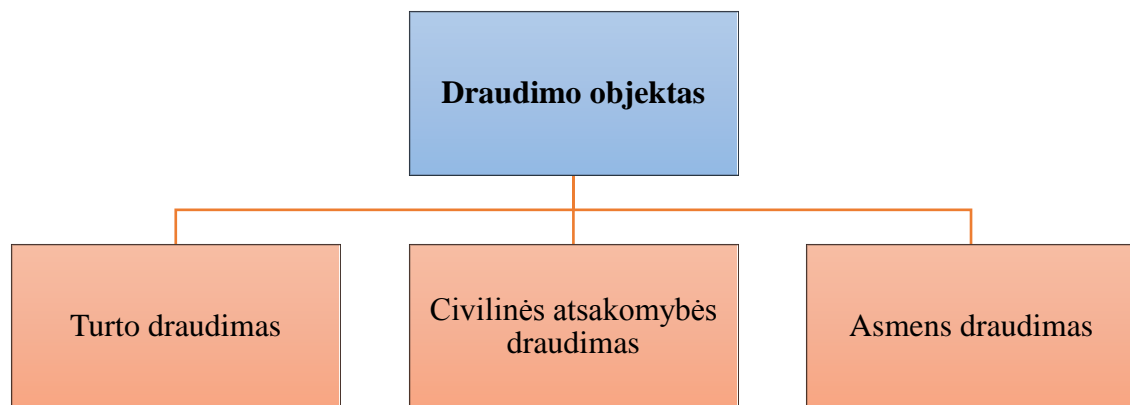 Draudimo objektas
Turto draudimas
Civilinės atsakomybės
draudimas
Asmens draudimas